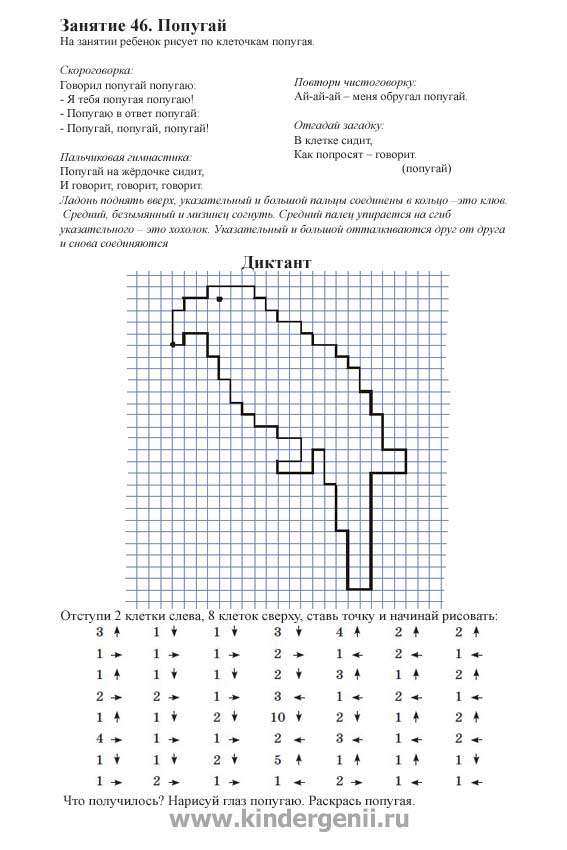 Занятие 46. Попугай
На занятии ребенок рисует по клеточкам попугая.
Скороговорка:
Говорил попугай попугаю:
- Я тебя попугая попугаю!
- Попугаю в ответ попугай:
- Попугай, попугай, попугай!
Пальчиковая гимнастика:
Попугай на жёрдочке сидит,
И говорит, говорит, говорит.
Повтори чистоговорку:
Ай-ай-ай – меня обругал попугай.
Отгадай загадку:
В клетке сидит,
Как попросят – говорит.
(попугай)
Ладонь поднять вверх, указательный и большой пальцы соединены в кольцо –это клюв.
Средний, безымянный и мизинец согнуть. Средний палец упирается на сгиб
указательного – это хохолок. Указательный и большой отталкиваются друг от друга
и снова соединяются
Диктант
Отступи 2 клетки слева, 8 клеток сверху, ставь точку и начинай рисовать:
3 ↑ 1 ↓ 1 ↓ 3 ↓ 4 ↑ 2 ↑ 2 ↑
1 → 1 → 1 → 2 → 1 ← 2 ← 1 ←
1 ↑ 1 ↓ 1 ↓ 2 ↓ 3 ↑ 1 ↑ 2 ↑
2 → 2 → 1 → 3 ← 1 ← 2 ← 1 ←
1 ↑ 1 ↓ 2 ↓ 10 ↓ 2 ↓ 1 ↑ 2 ↑
4 → 1 → 1 → 2 ← 3 ← 1 ← 2 ←
1 ↓ 1 ↓ 2 ↓ 5 ↑ 1 ↑ 1 ↑ 1 ↓
1 → 2 → 1 → 1 ← 2 → 1 ← 1 ←
Что получилось? Нарисуй глаз попугаю. Раскрась попугая.
www.kindergenii.ru